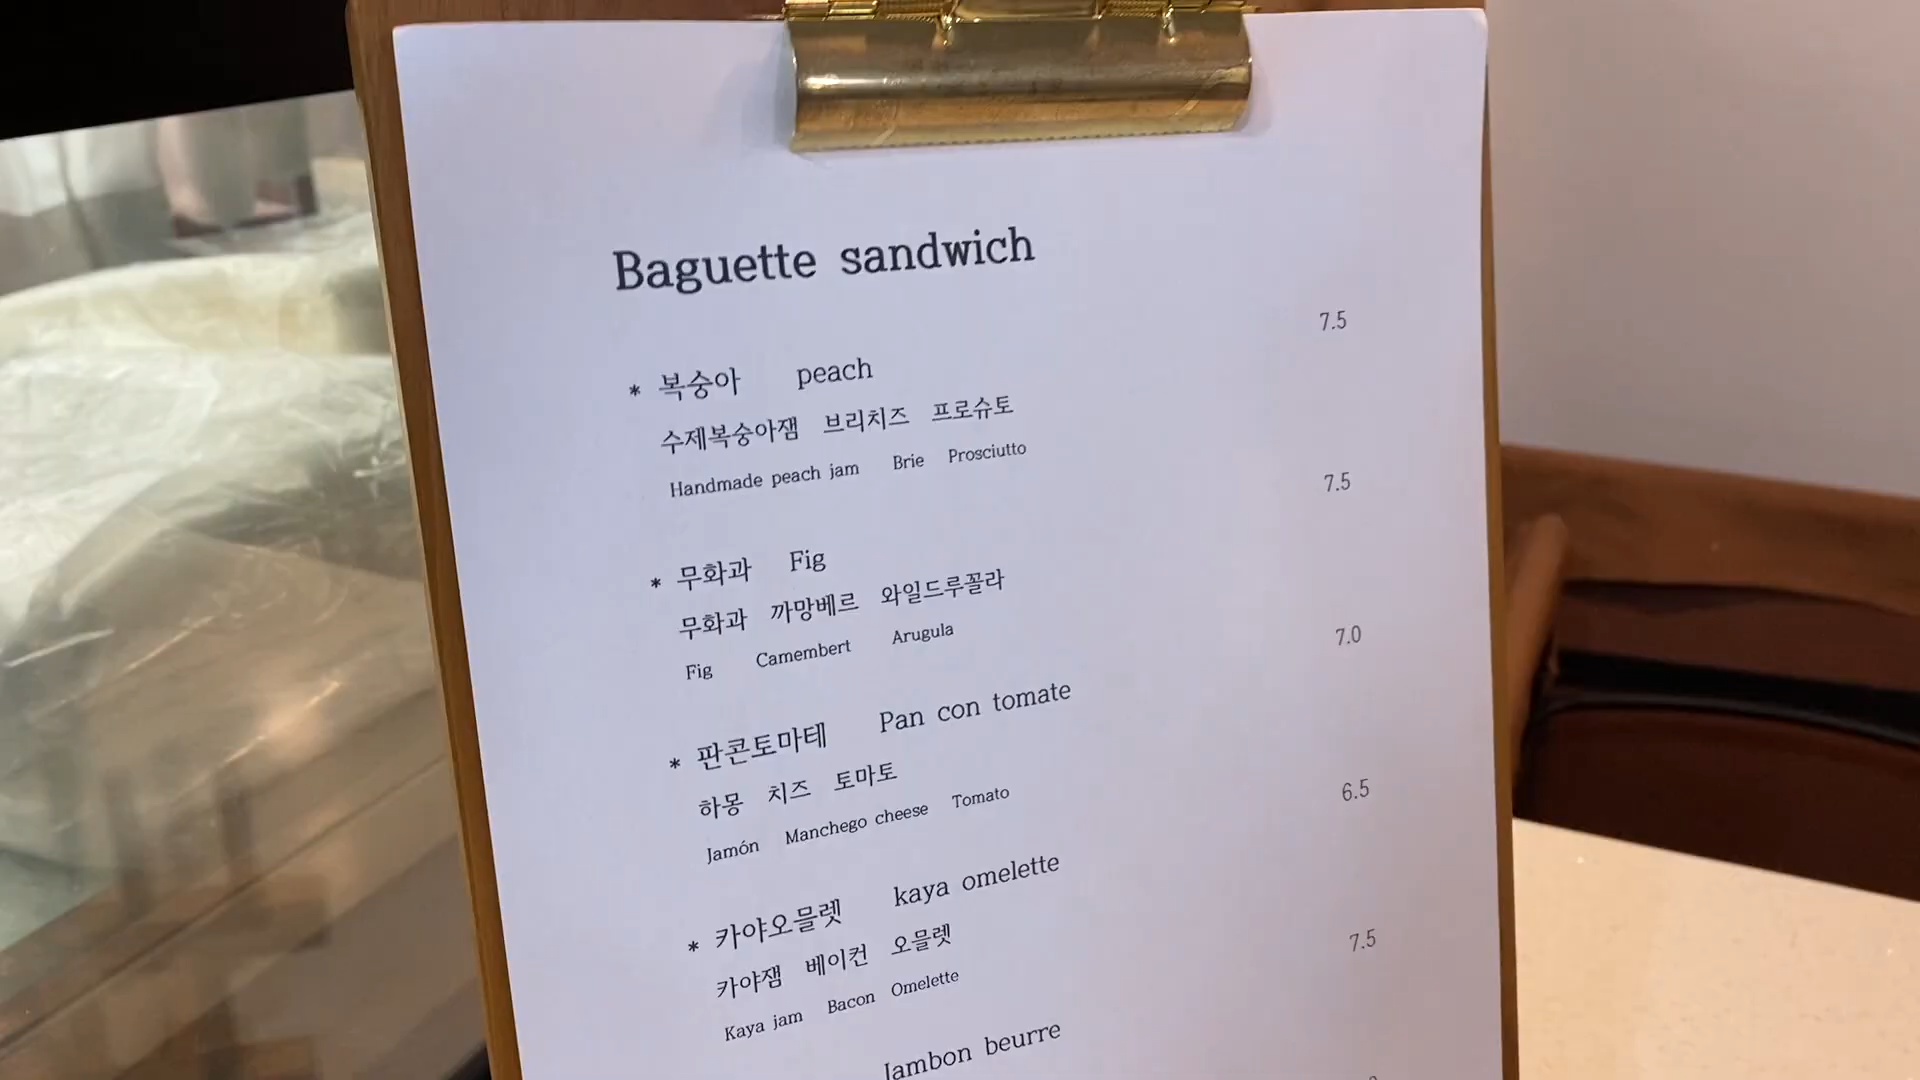 Baguette sandwich
7.5
* 복숭아 peach
수제복숭아잼 브리치즈 프로슈토
Handmade peach jam Brie Prosciutto
7.5
* 무화과 Fig
무화과 까망베르 와일드루꼴라
Fig Camembert Arugula
7.0
* 판콘토마테 Pan con tomate
하몽 치즈 토마토
Jamón Manchego cheese Tomato
6.5
* 카야오믈렛 kaya omelette
카야잼 베이컨 오믈렛
Kaya jam Bacon Omelette
7.5
Jambon beurre